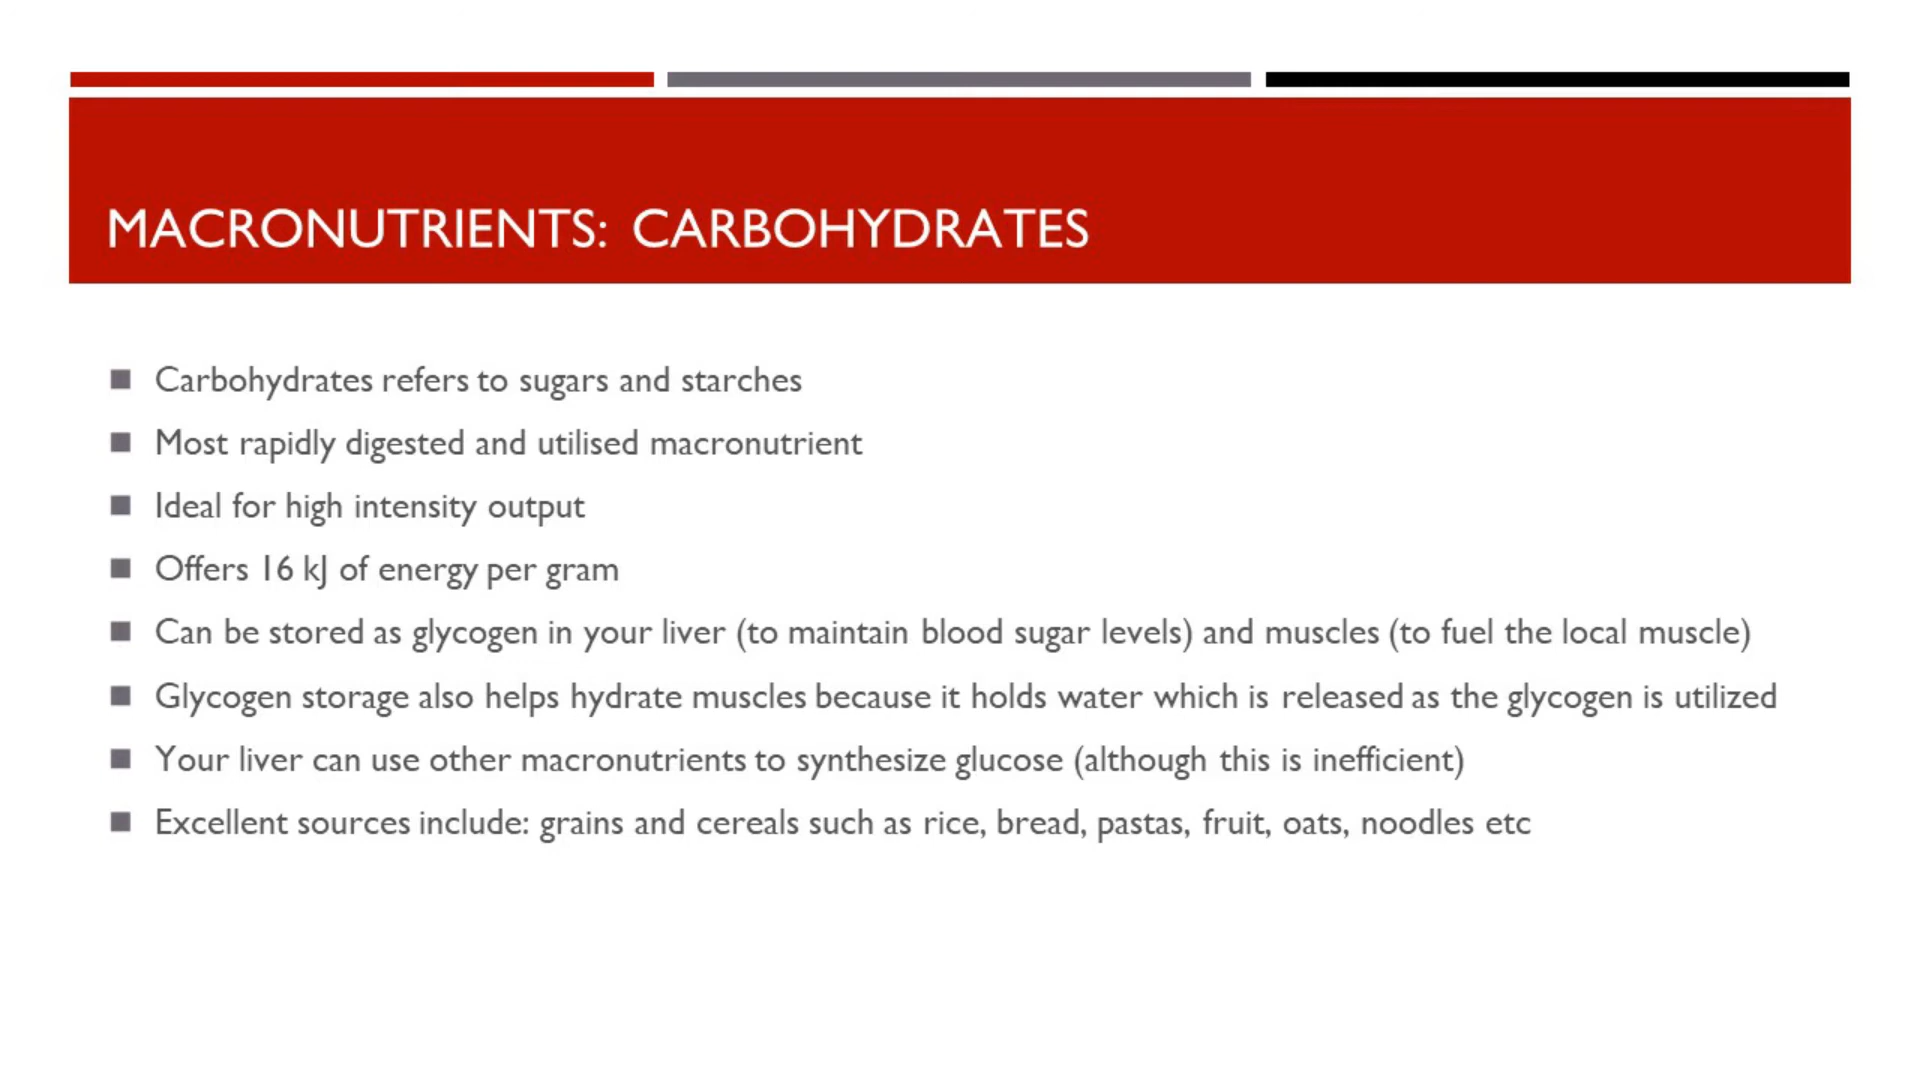 MACRONUTRIENTS: CARBOHYDRATES
Carbohydrates refers to sugars and starches
Most rapidly digested and utilised macronutrient
Ideal for high intensity output
Offers 16 kJ of energy per gram
Can be stored as glycogen in your liver (to maintain blood sugar levels) and muscles (to fuel the local muscle)
Glycogen storage also helps hydrate muscles because it holds water which is released as the glycogen is utilized
Your liver can use other macronutrients to synthesize glucose (although this is inefficient)
Excellent sources include: grains and cereals such as rice, bread, pastas, fruit, oats, noodles etc